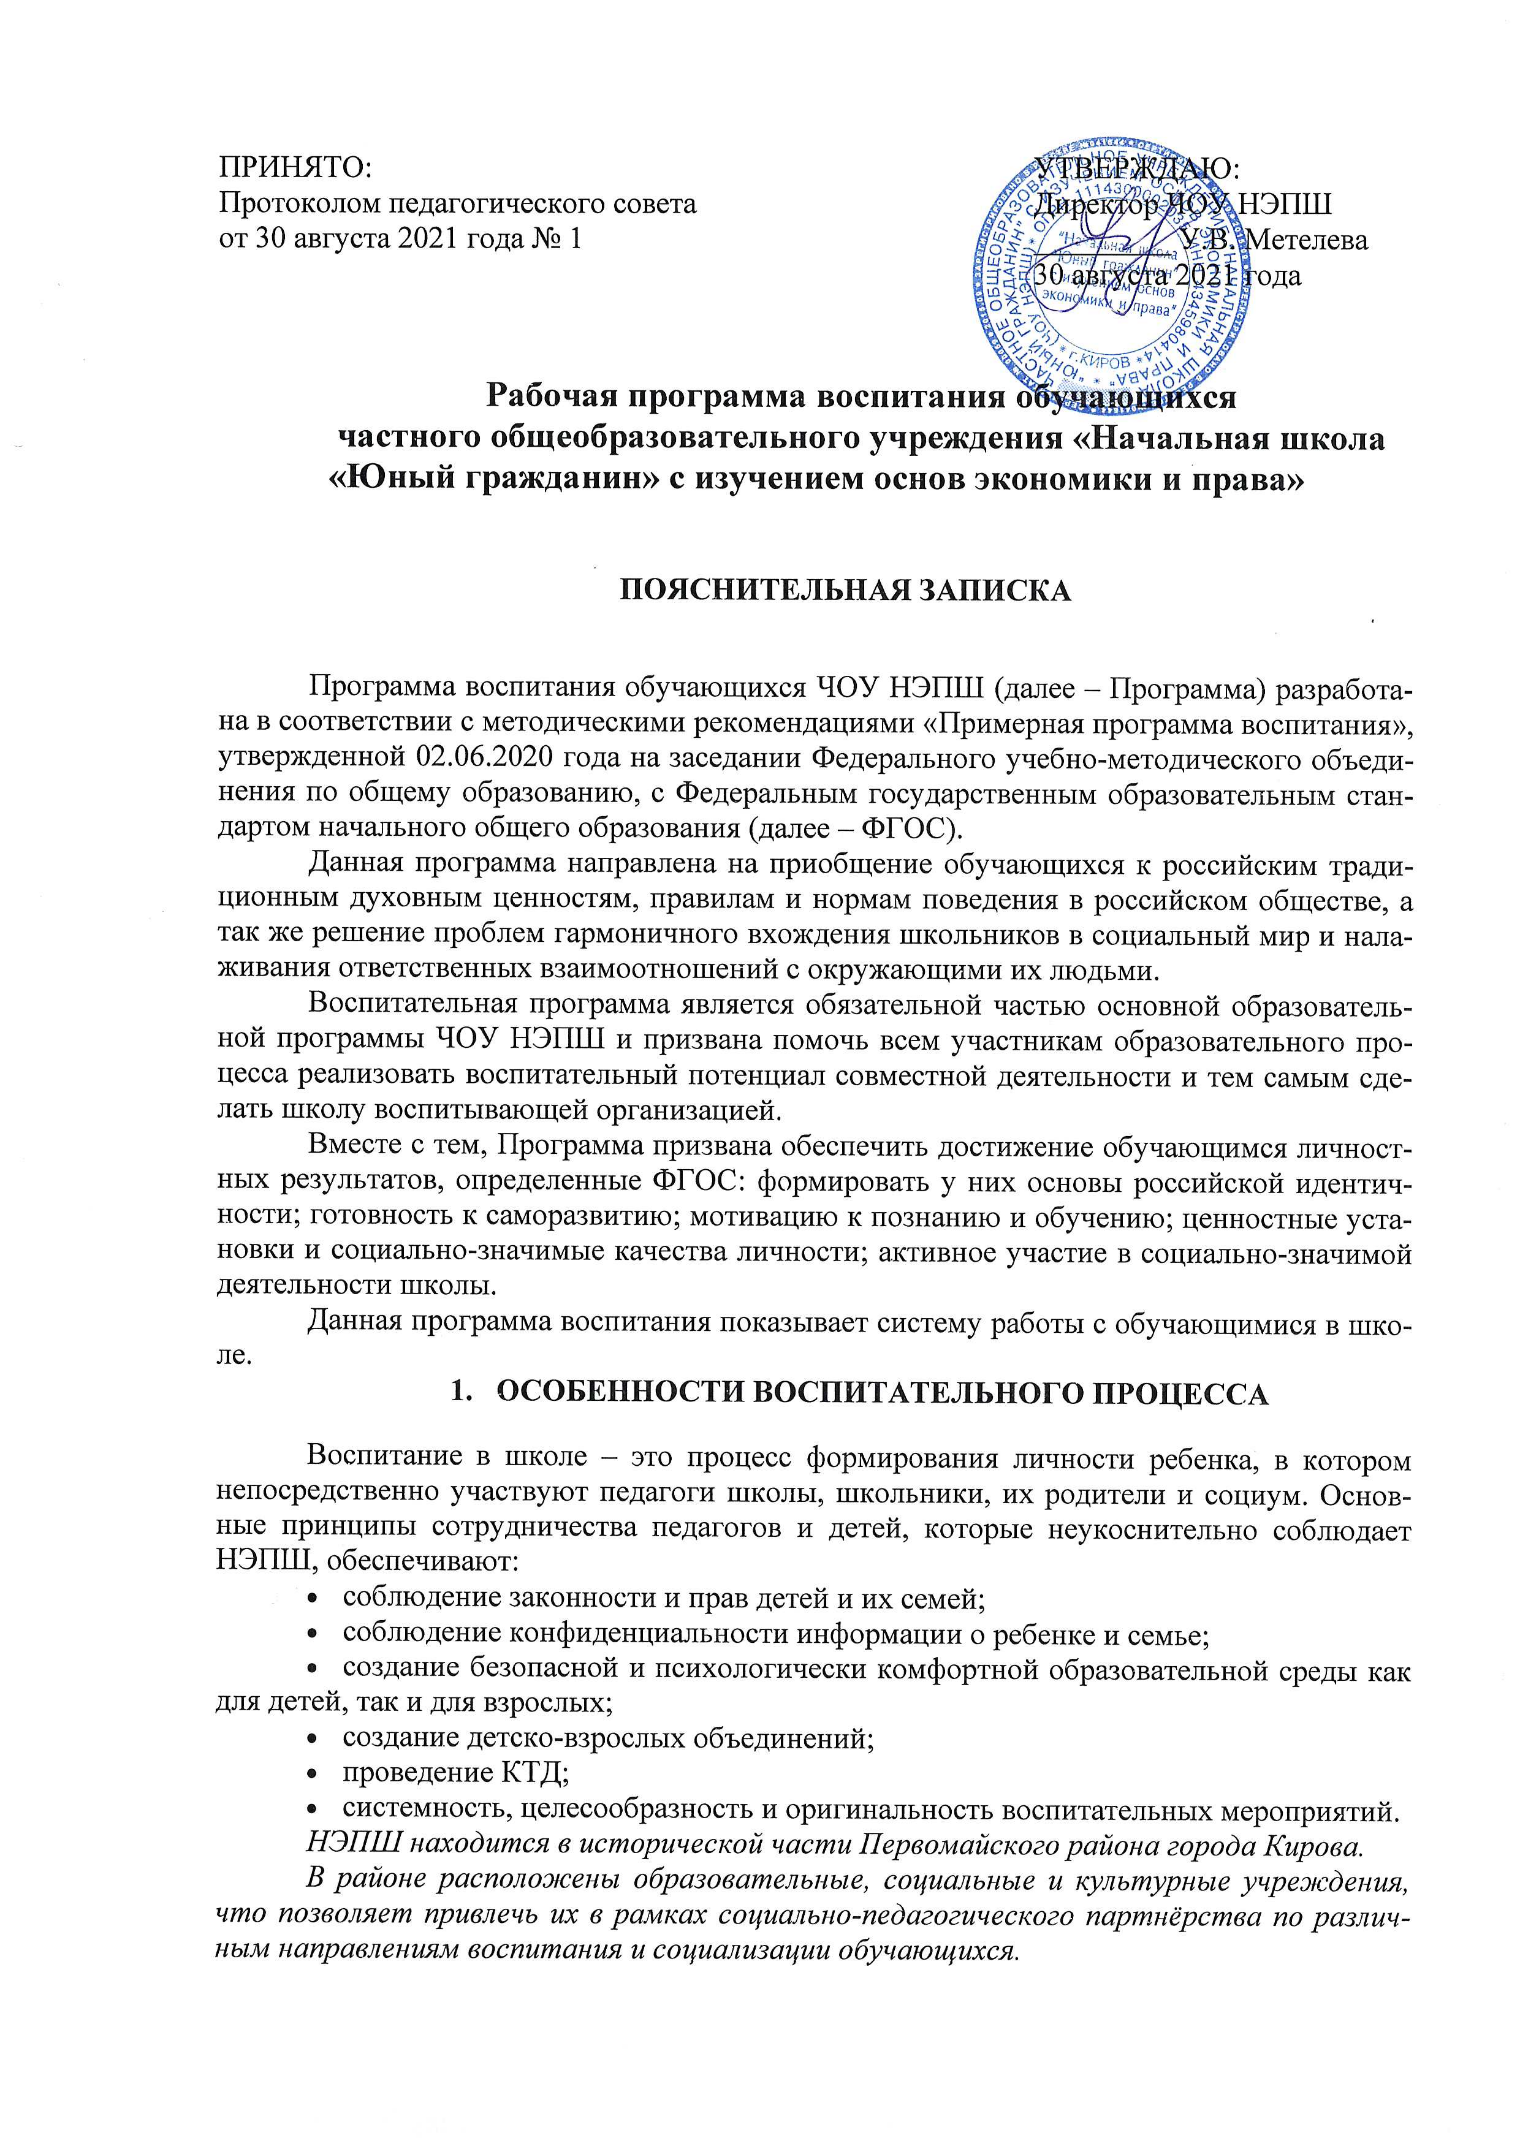 ПРИНЯТО:
Протоколом педагогического совета
от 30 августа 2021 года № 1
УТВЕРЖДАЮ:
Директор ЧОУ НЭПШ
У.В. Метелева
30 августа 2021 года
"Начальная школа
"Юный гражданин"
с изучением основ
экономики и права"
* г.КИРОВ *
Рабочая программа воспитания обучающихся
частного общеобразовательного учреждения «Начальная школа
«Юный гражданин» с изучением основ экономики и права»
ПОЯСНИТЕЛЬНАЯ ЗАПИСКА
Программа воспитания обучающихся ЧОУ НЭПШ (далее – Программа) разработа-
на в соответствии с методическими рекомендациями «Примерная программа воспитания»,
утвержденной 02.06.2020 года на заседании Федерального учебно-методического объеди-
нения по общему образованию, с Федеральным государственным образовательным стан-
дартом начального общего образования (далее – ФГОС).
Данная программа направлена на приобщение обучающихся к российским тради-
ционным духовным ценностям, правилам и нормам поведения в российском обществе, а
так же решение проблем гармоничного вхождения школьников в социальный мир и нала-
живания ответственных взаимоотношений с окружающими их людьми.
Воспитательная программа является обязательной частью основной образователь-
ной программы ЧОУ НЭПШ и призвана помочь всем участникам образовательного про-
цесса реализовать воспитательный потенциал совместной деятельности и тем самым сде-
лать школу воспитывающей организацией.
Вместе с тем, Программа призвана обеспечить достижение обучающимся личност-
ных результатов, определенные ФГОС: формировать у них основы российской идентич-
ности; готовность к саморазвитию; мотивацию к познанию и обучению; ценностные уста-
новки и социально-значимые качества личности; активное участие в социально-значимой
деятельности школы.
Данная программа воспитания показывает систему работы с обучающимися в шко-
ле.
1. ОСОБЕННОСТИ ВОСПИТАТЕЛЬНОГО ПРОЦЕССА
Воспитание в школе – это процесс формирования личности ребенка, в котором
непосредственно участвуют педагоги школы, школьники, их родители и социум. Основ-
ные принципы сотрудничества педагогов и детей, которые неукоснительно соблюдает
НЭПШ, обеспечивают:
• соблюдение законности и прав детей и их семей;
• соблюдение конфиденциальности информации о ребенке и семье;
• создание безопасной и психологически комфортной образовательной среды как
для детей, так и для взрослых;
• создание детско-взрослых объединений;
• проведение КТД;
• системность, целесообразность и оригинальность воспитательных мероприятий.
НЭПШ находится в исторической части Первомайского района города Кирова.
В районе расположены образовательные, социальные и культурные учреждения,
что позволяет привлечь их в рамках социально-педагогического партнёрства по различ-
ным направлениям воспитания и социализации обучающихся.